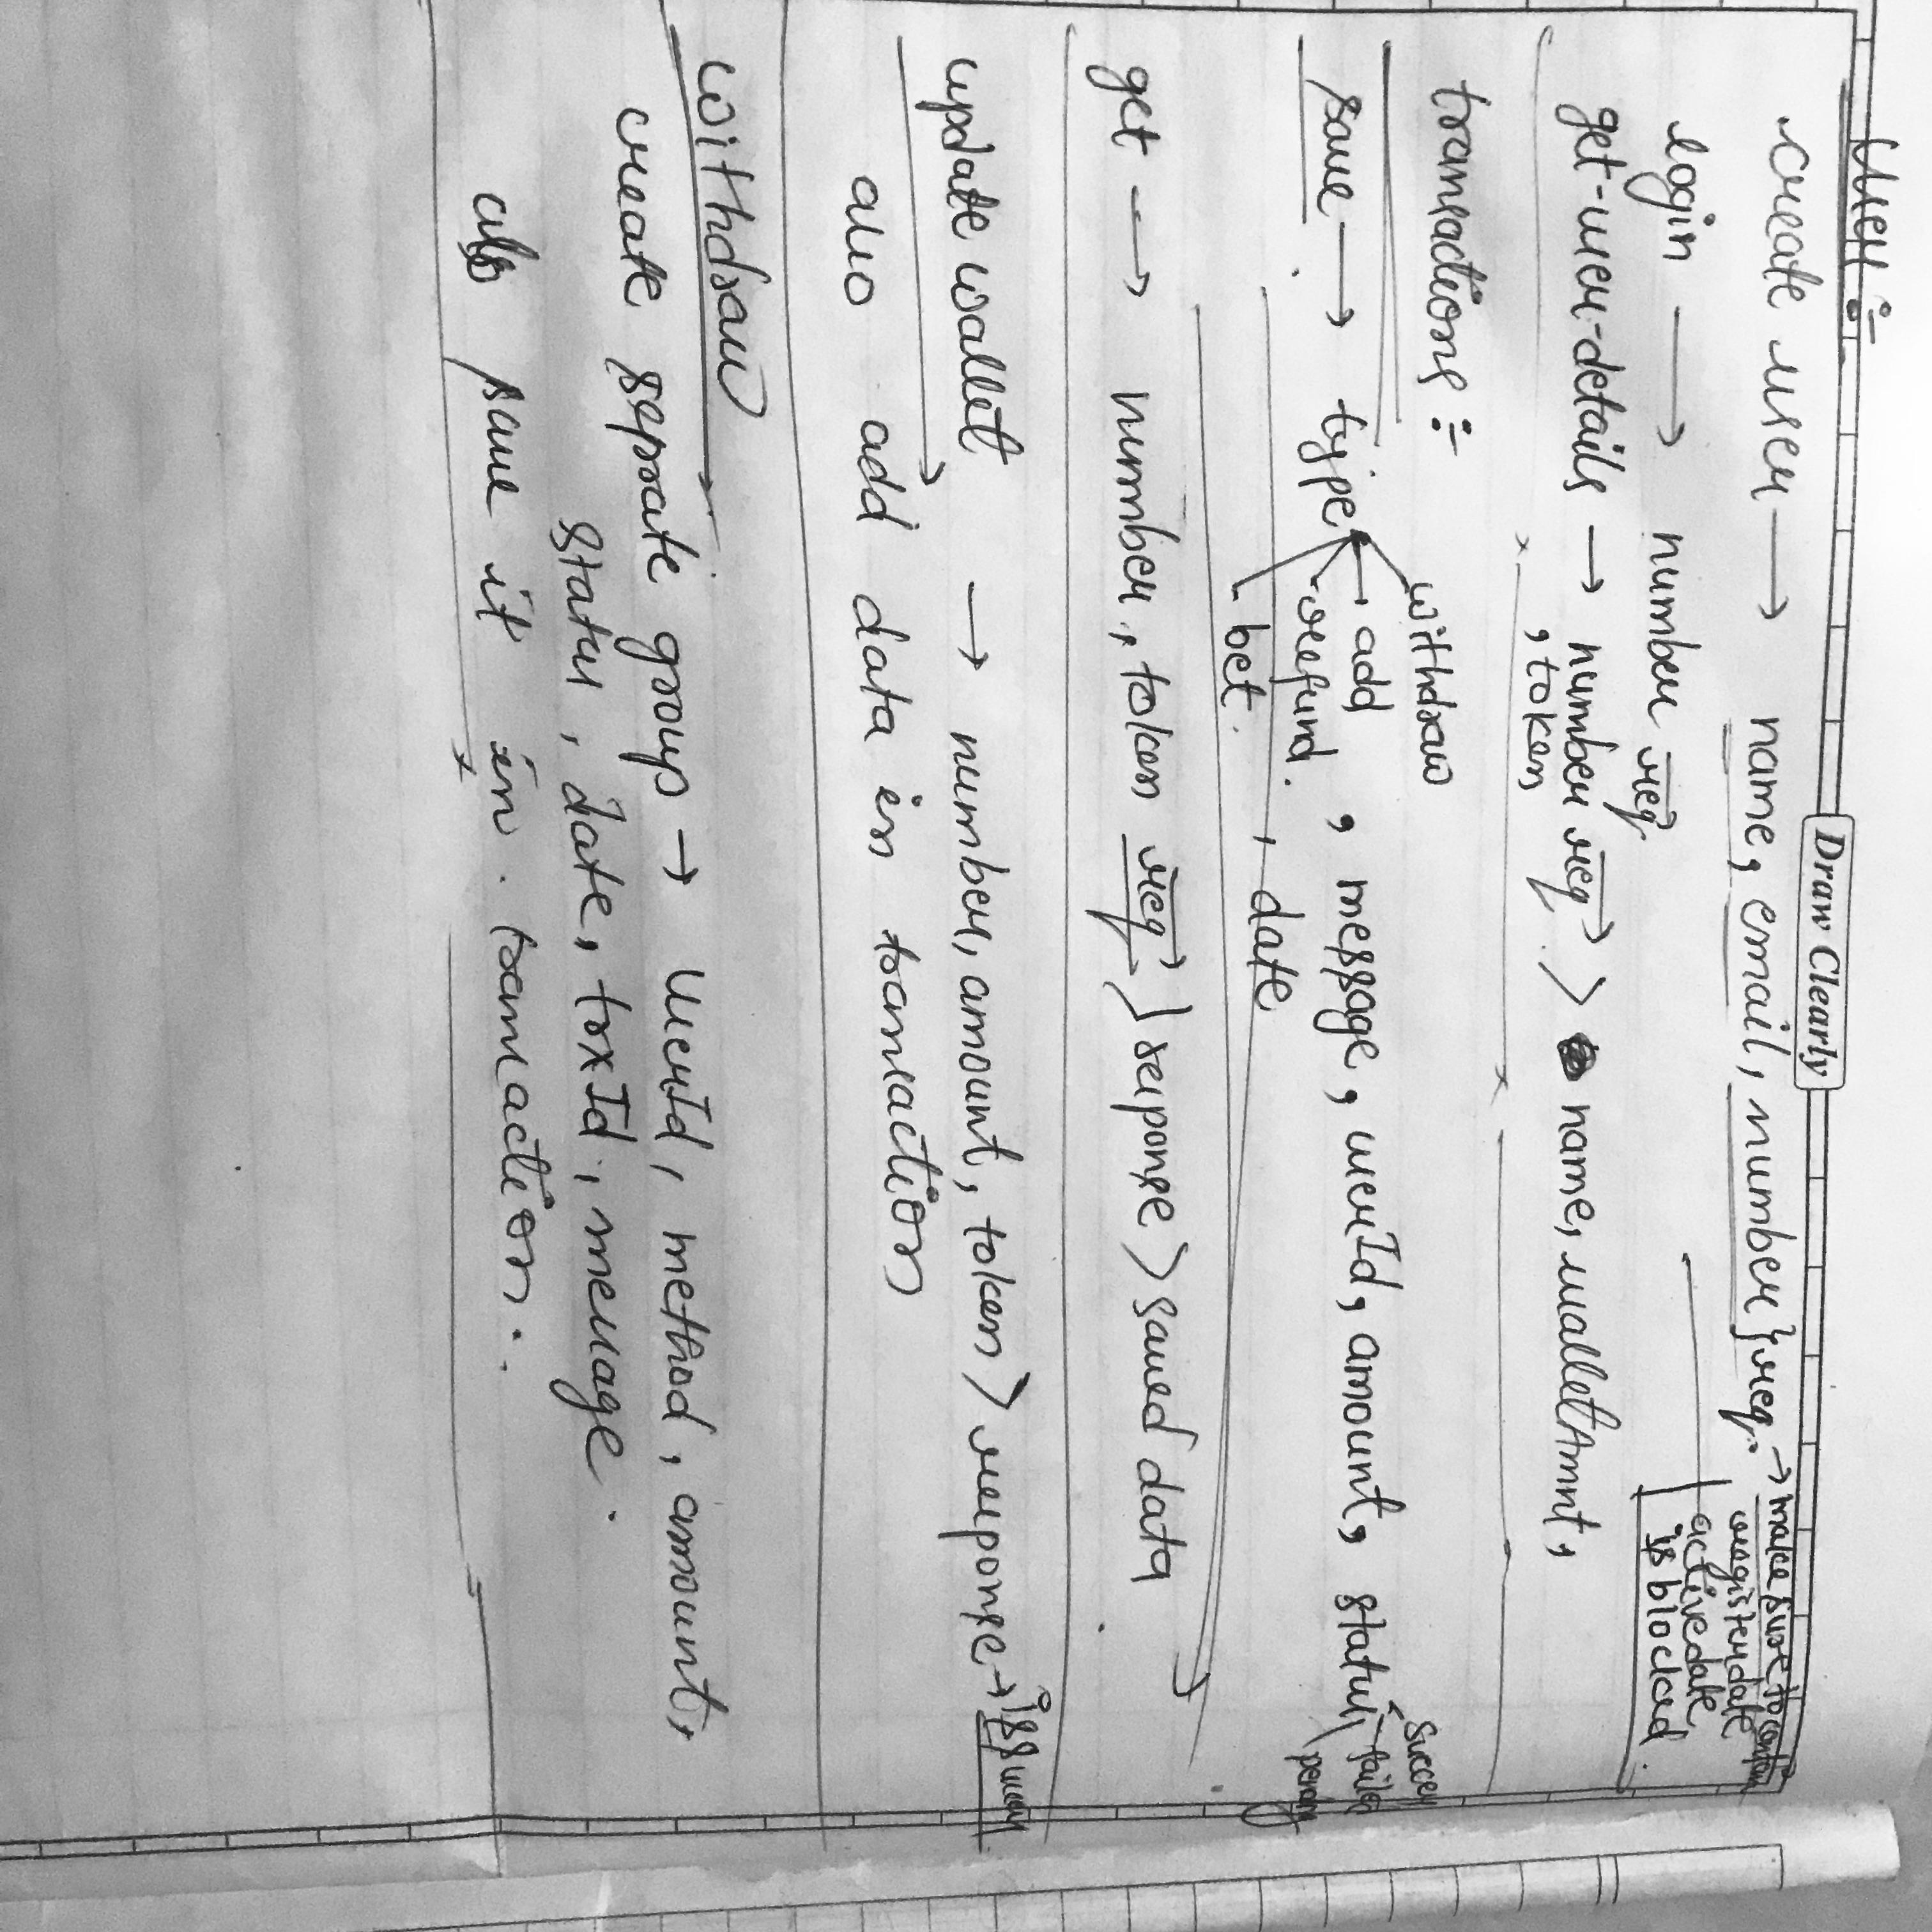 User :-
Draw Clearly
create user → name, email, number } req. → make sure to contain
registerdate
activedate
is blocked.
login → number req.
get-user-details → number req > name, walletAmnt,
, token
transactions :-
save → type withdraw , message, userId, amount, status success
add failed
refund. pending
bet. , date
get → number, token req > response > saved data
update wallet → number, amount, token > response →
also add data in transaction
withdraw
create seprate group → UserId, method, amount,
status, date, trxId, message.
also save it in transaction..